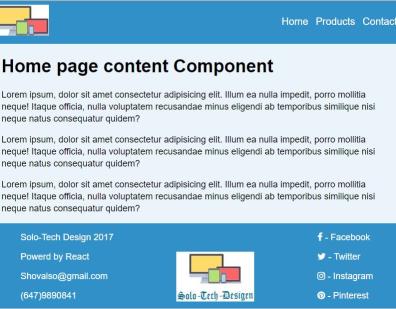 Home Products Contact
Home page content Component
Lorem ipsum, dolor sit amet consectetur adipisicing elit. Illum ea nulla impedit, porro mollitia
neque! Itaque officia, nulla voluptatem recusandae minus eligendi ab temporibus similique nisi
natus consequatur quidem?
Lorem ipsum, dolor sit amet consectetur adipisicing elit. Illum ea nulla impedit, porro mollitia
neque! Itaque officia, nulla voluptatem recusandae minus eligendi ab temporibus similique nisi
natus consequatur quidem?
Lorem ipsum, dolor sit amet consectetur adipisicing elit. Illum ea nulla impedit, porro mollitia
neque! Itaque officia, nulla voluptatem recusandae minus eligendi ab temporibus similique nisi
natus consequatur quidem?
Solo-Tech Design 2017
Powerd by React
Shovalso@gmail.com
(647)9890841
Solo-Tech-Desigen
- Facebook
- Twitter
- Instagram
- Pinterest